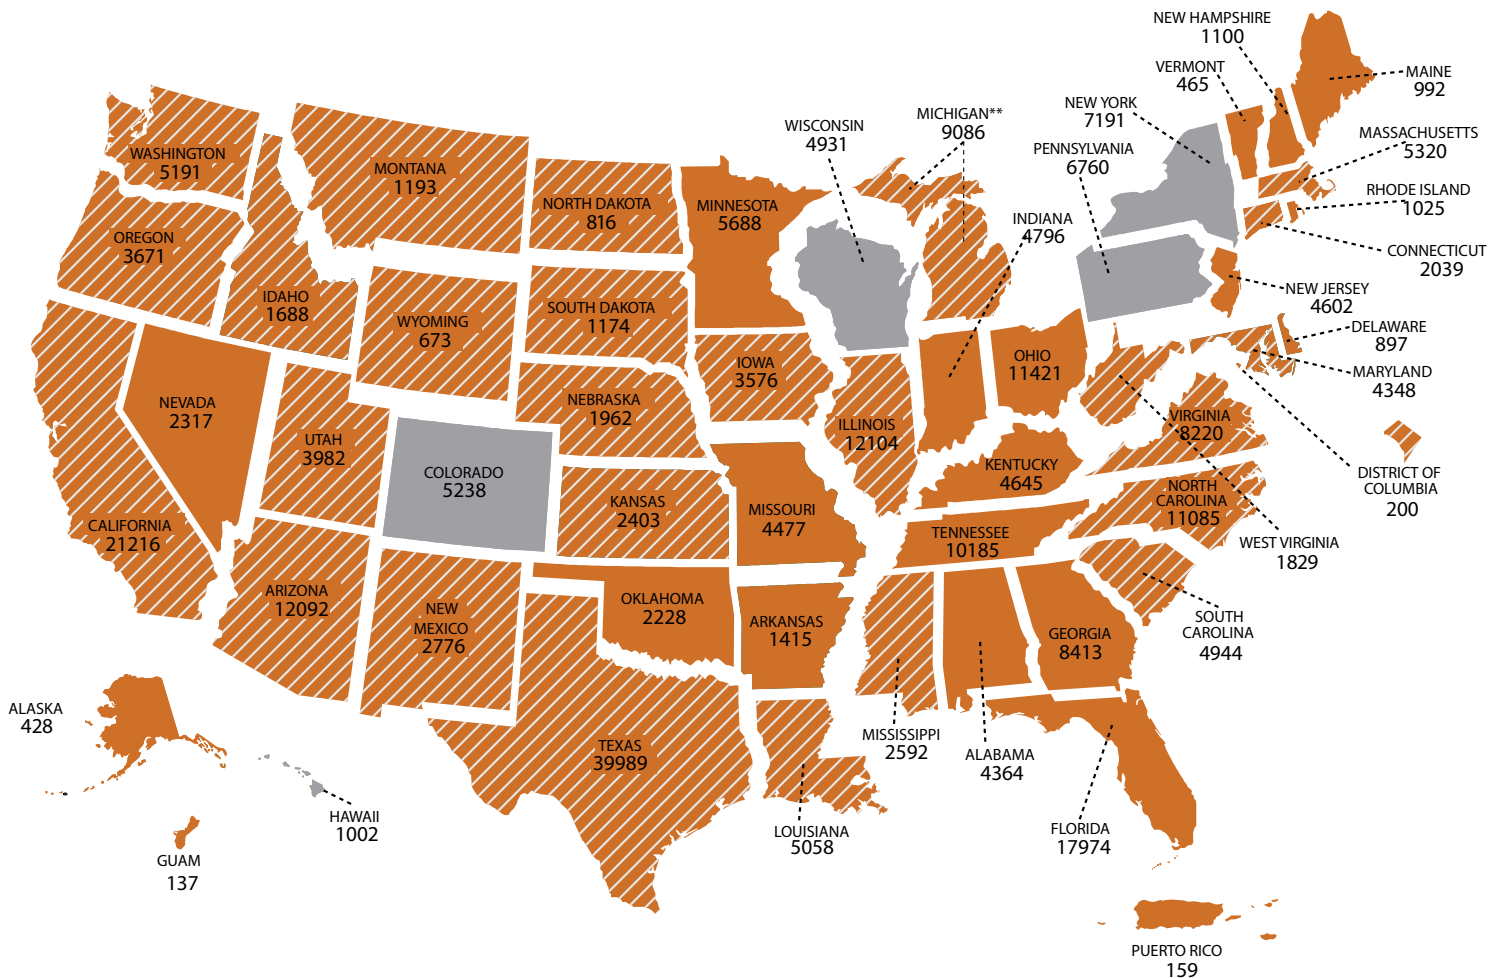 NEW HAMPSHIRE
1100
VERMONT
465
MAINE
992
NEW YORK
7191
MICHIGAN**
9086
WISCONSIN
4931
PENNSYLVANIA
6760
MASSACHUSETTS
5320
WASHINGTON
5191
MONTANA
1193
NORTH DAKOTA
816
MINNESOTA
5688
INDIANA
4796
RHODE ISLAND
1025
OREGON
3671
CONNECTICUT
2039
IDAHO
1688
WYOMING
673
SOUTH DAKOTA
1174
NEW JERSEY
4602
DELAWARE
897
IOWA
3576
OHIO
11421
MARYLAND
4348
NEVADA
2317
NEBRASKA
1962
ILLINOIS
12104
VIRGINIA
8220
UTAH
3982
COLORADO
5238
KENTUCKY
4645
DISTRICT OF
COLUMBIA
200
KANSAS
2403
MISSOURI
4477
NORTH
CAROLINA
11085
CALIFORNIA
21216
TENNESSEE
10185
WEST VIRGINIA
1829
ARIZONA
12092
NEW
MEXICO
2776
OKLAHOMA
2228
ARKANSAS
1415
GEORGIA
8413
SOUTH
CAROLINA
4944
ALASKA
428
TEXAS
39989
MISSISSIPPI
2592
ALABAMA
4364
HAWAII
1002
LOUISIANA
5058
FLORIDA
17974
GUAM
137
PUERTO RICO
159